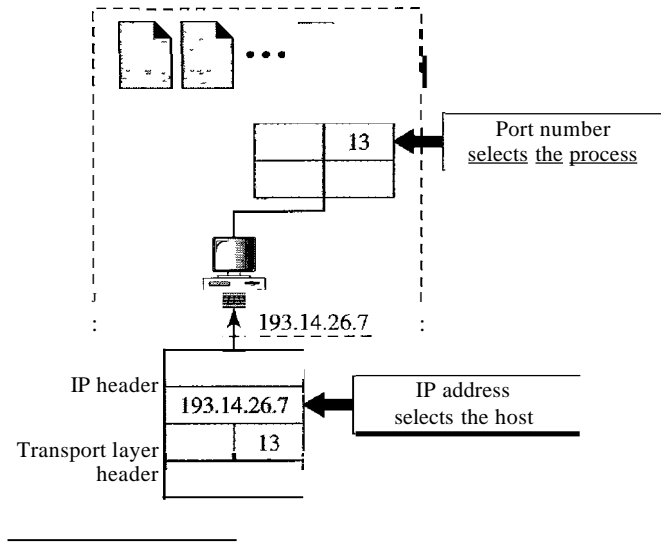 13
Port number
selects the process
193.14.26.7
IP header
193.14.26.7
IP address
selects the host
Transport layer
header
13